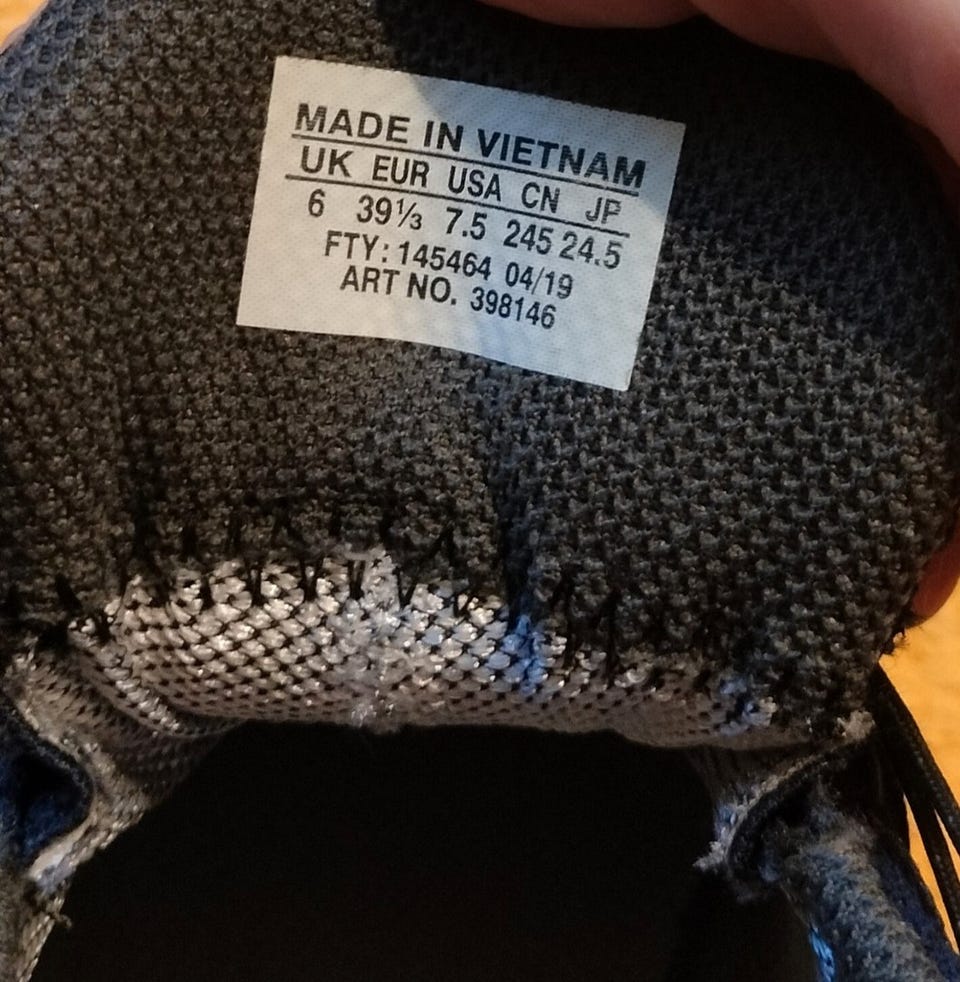 MADE IN VIETNAM
UK EUR USA CN JP
6 39⅓ 7.5 245 24.5
FTY: 145464 04/19
ART NO. 398146